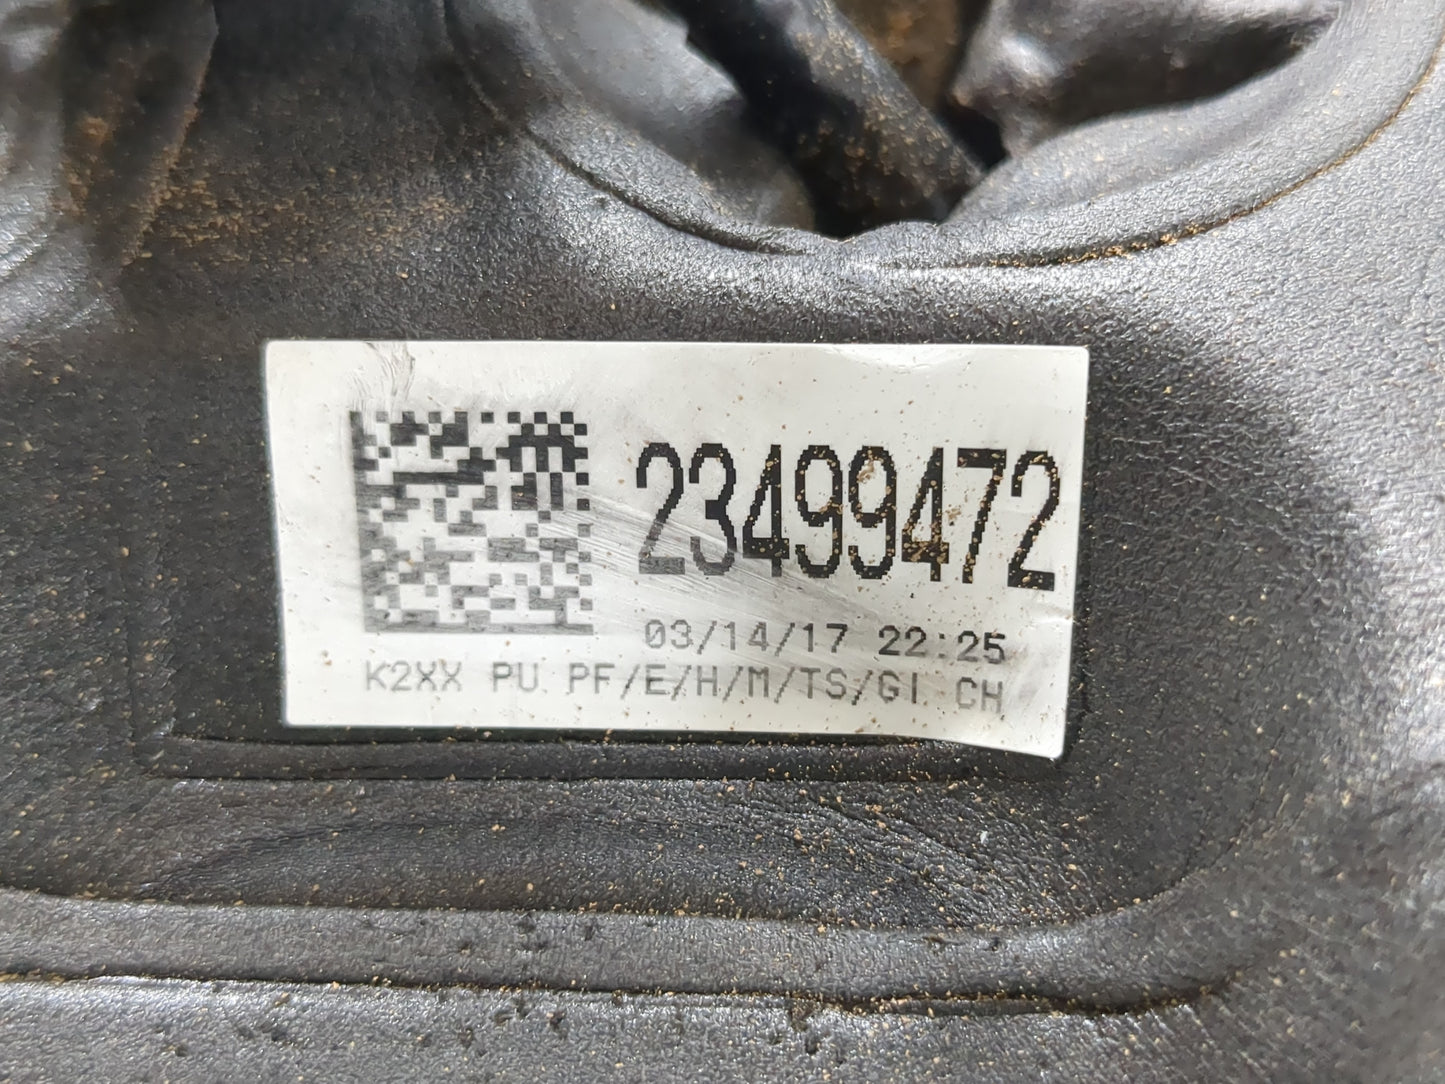 23499472
03/14/17 22:25
K2XX PU PF/E/H/M/TS/GI CH